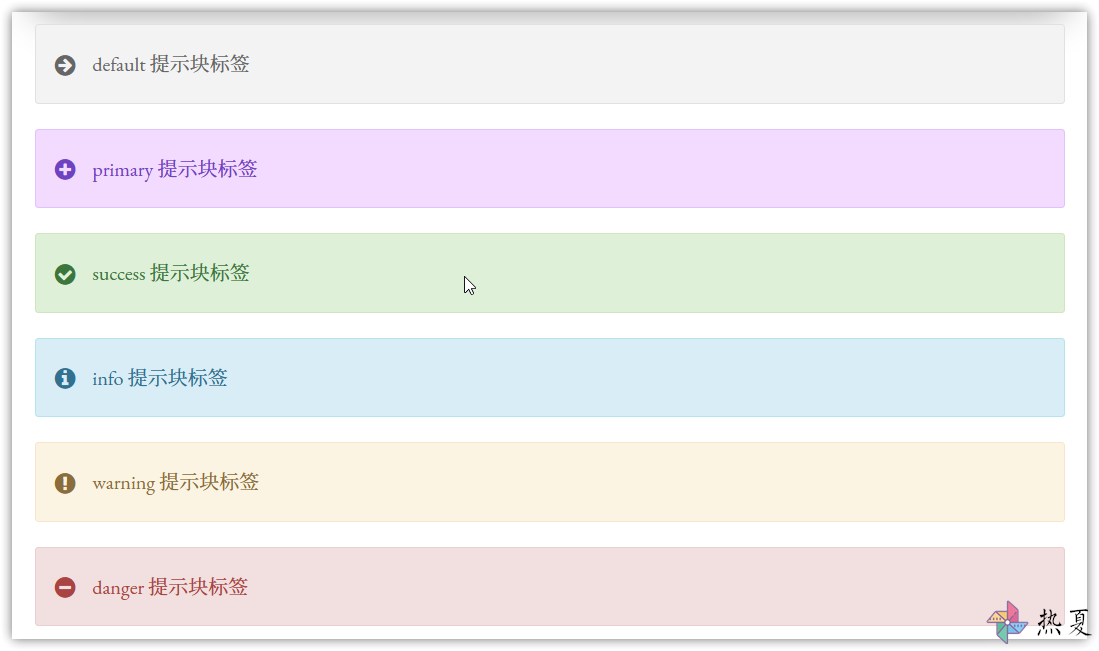 default 提示块标签
primary 提示块标签
success 提示块标签
info 提示块标签
warning 提示块标签
danger 提示块标签
热夏